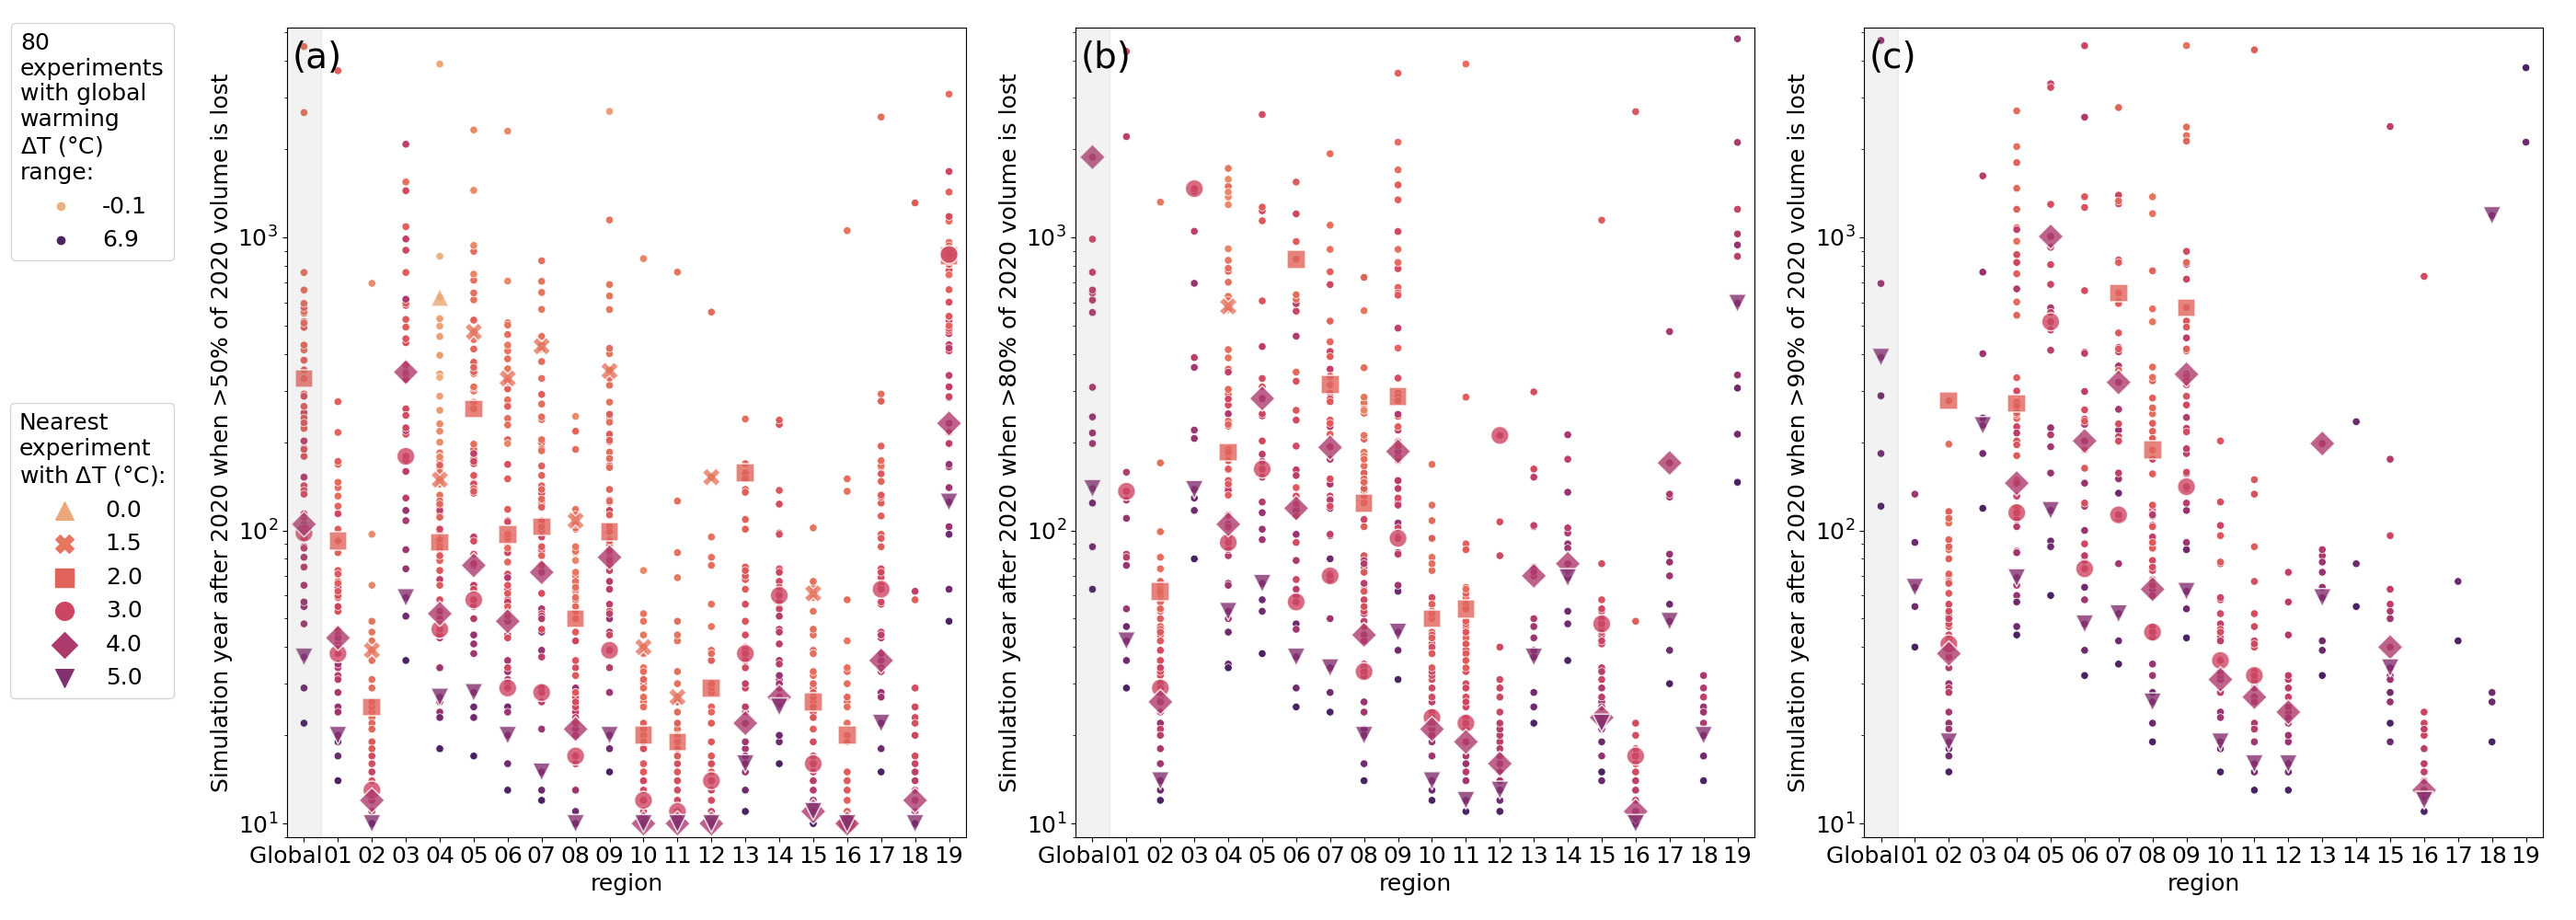 80
experiments
with global
warming
ΔT (°C)
range:
-0.1
6.9
Nearest
experiment
with ΔT (°C):
0.0
1.5
2.0
3.0
4.0
5.0
(a)
Simulation year after 2020 when >50% of 2020 volume is lost
10³
10²
10¹
Global 01 02 03 04 05 06 07 08 09 10 11 12 13 14 15 16 17 18 19
region
(b)
Simulation year after 2020 when >80% of 2020 volume is lost
10³
10²
10¹
Global 01 02 03 04 05 06 07 08 09 10 11 12 13 14 15 16 17 18 19
region
(c)
Simulation year after 2020 when >90% of 2020 volume is lost
10³
10²
10¹
Global 01 02 03 04 05 06 07 08 09 10 11 12 13 14 15 16 17 18 19
region